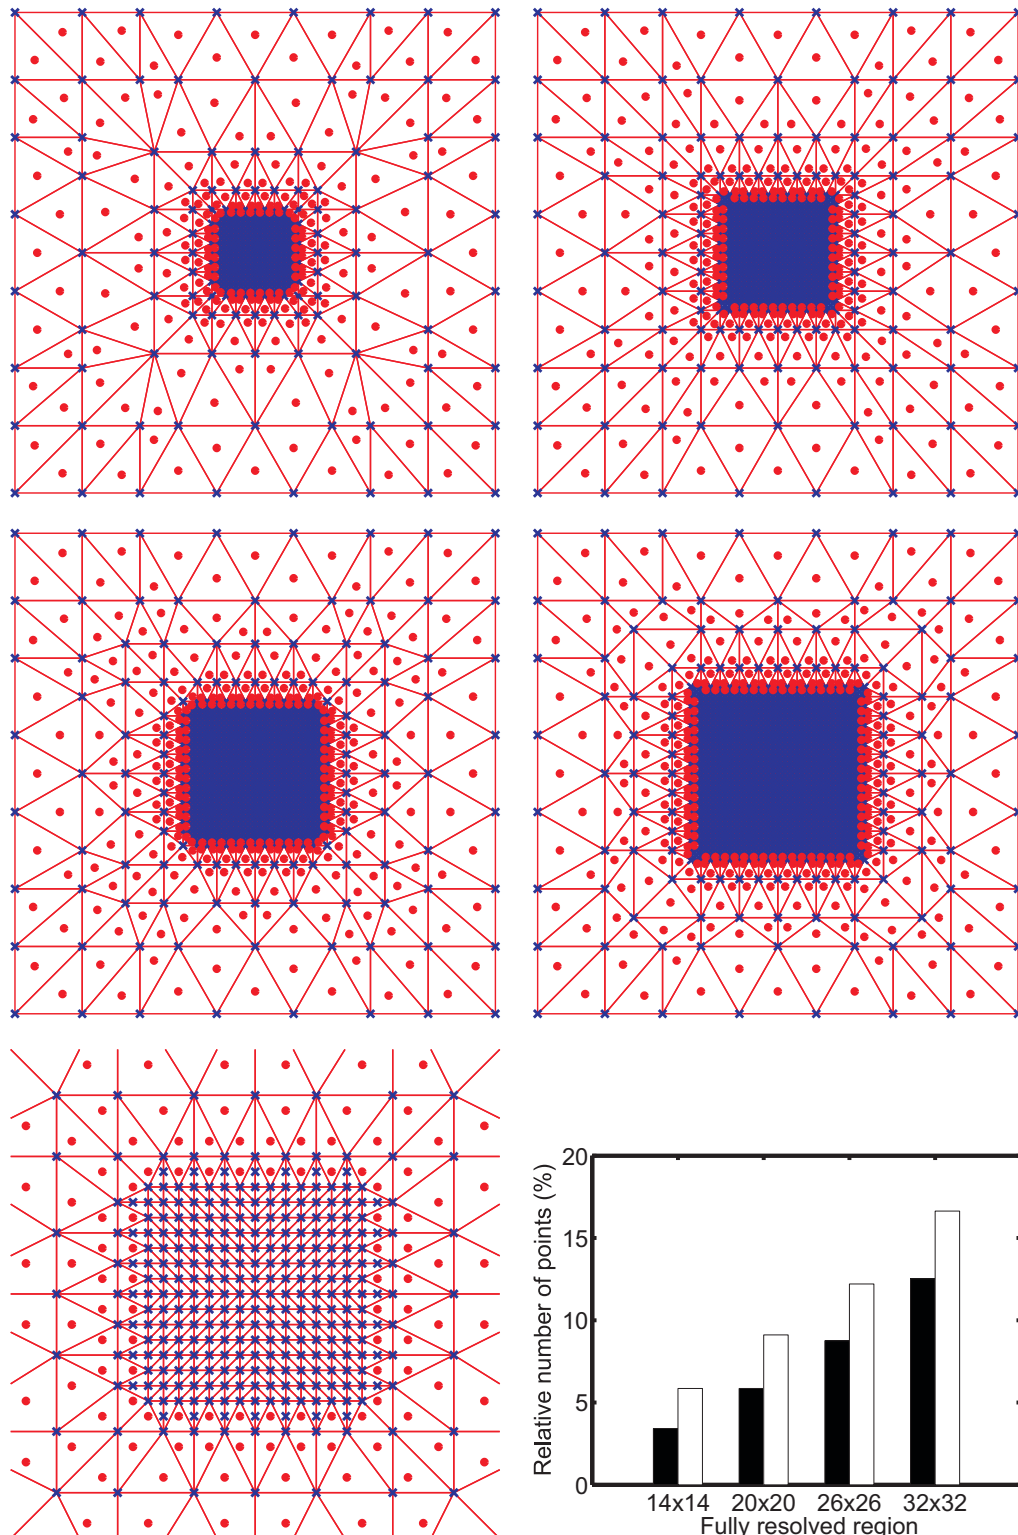 Relative number of points (%)
20
15
10
5
0
14x14 20x20 26x26 32x32
Fully resolved region